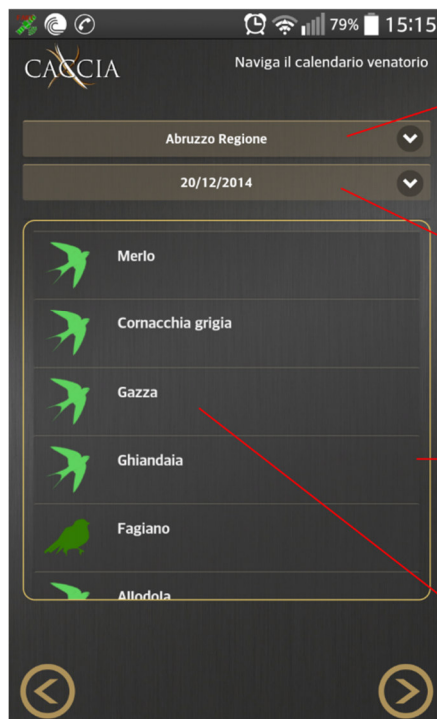 79% 15:15
CACCIA
Naviga il calendario venatorio
Abruzzo Regione
20/12/2014
Merlo
Cornacchia grigia
Gazza
Ghiandaia
Fagiano
Allodola